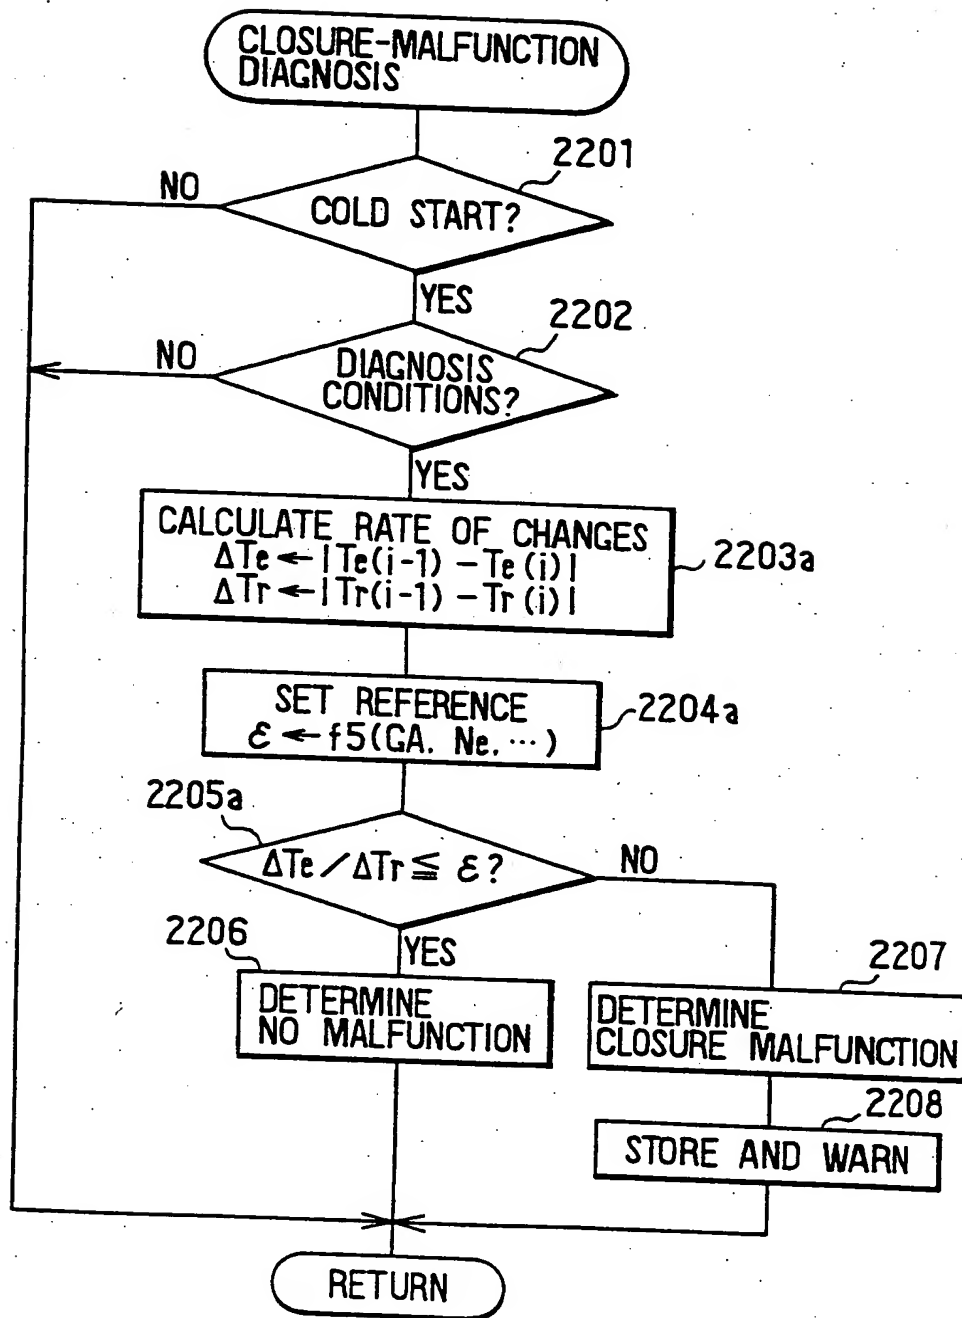 CLOSURE-MALFUNCTION
DIAGNOSIS
2201
NO
COLD START?
YES
2202
NO
DIAGNOSIS
CONDITIONS?
YES
CALCULATE RATE OF CHANGES
ΔTe ← |Te(i-1) - Te(i)|
ΔTr ← |Tr(i-1) - Tr(i)|
2203a
SET REFERENCE
ε ← f5(GA. Ne. ⋯)
2204a
2205a
ΔTe / ΔTr ≦ ε?
NO
YES
2206
DETERMINE
NO MALFUNCTION
2207
DETERMINE
CLOSURE MALFUNCTION
2208
STORE AND WARN
RETURN